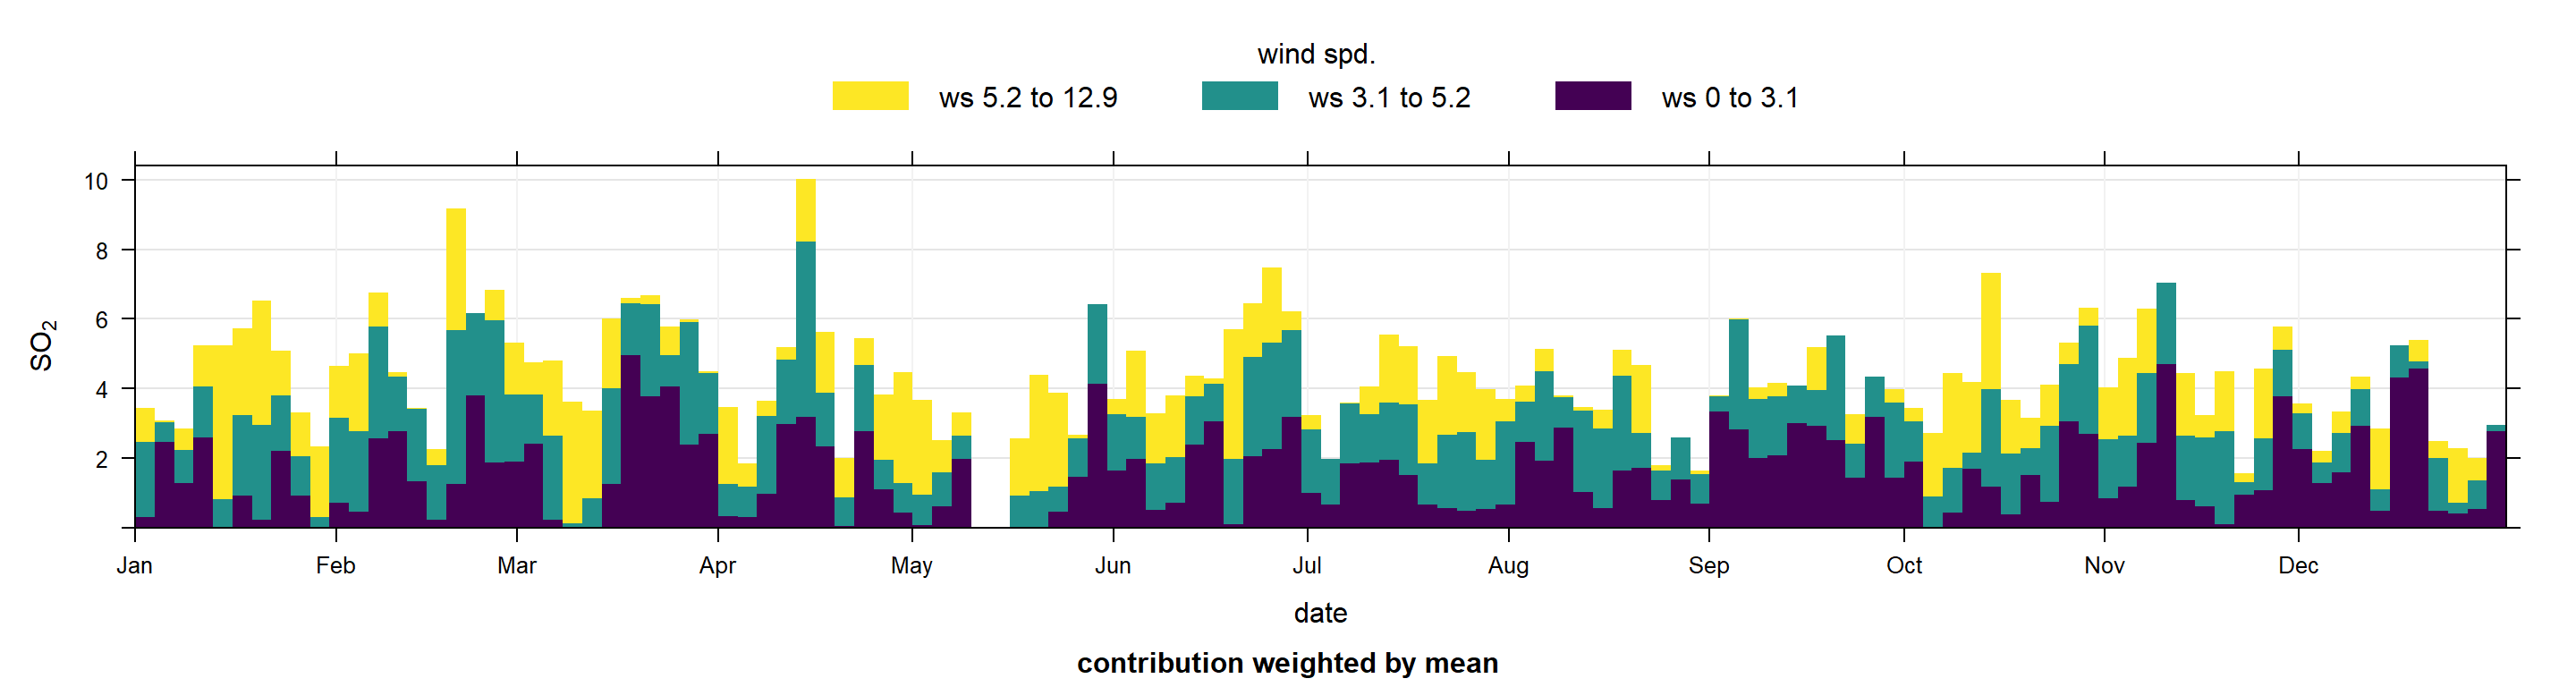 wind spd.
ws 5.2 to 12.9 ws 3.1 to 5.2 ws 0 to 3.1
10
8
6
4
2
SO₂
Jan Feb Mar Apr May Jun Jul Aug Sep Oct Nov Dec
date
contribution weighted by mean